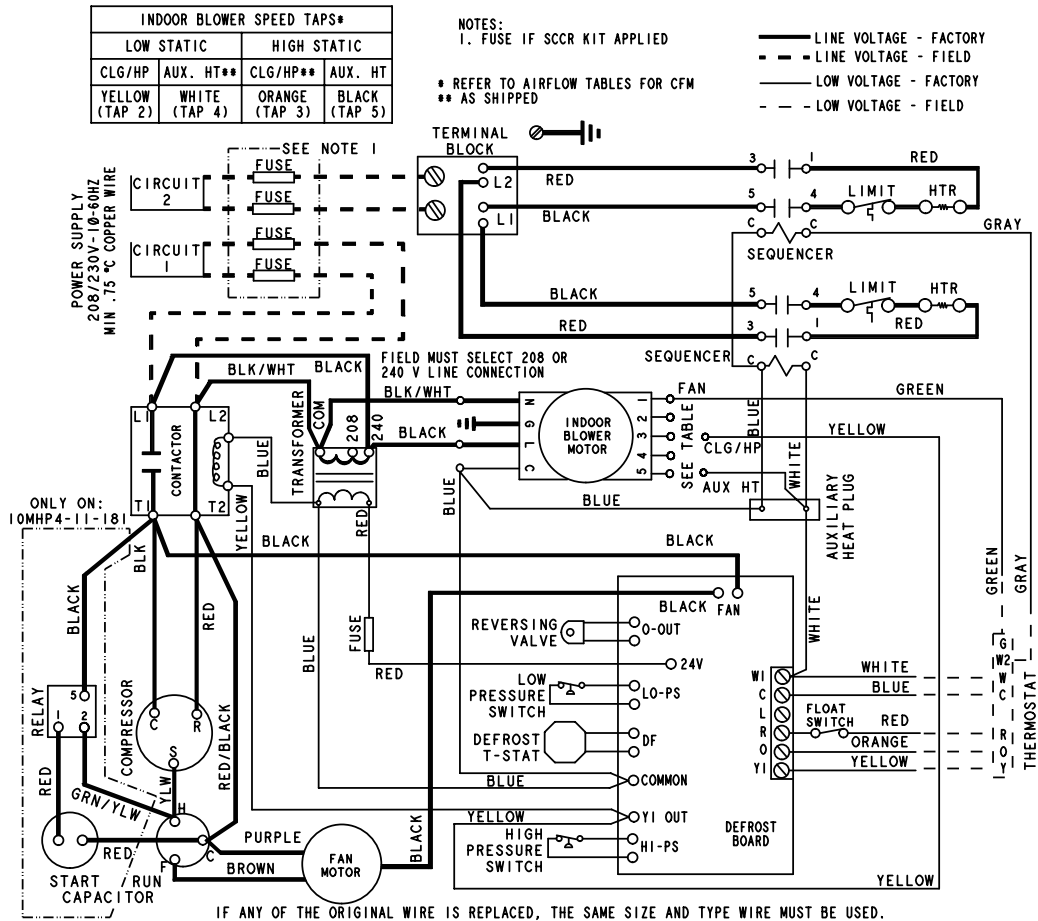 INDOOR BLOWER SPEED TAPS*
LOW STATIC
HIGH STATIC
CLG/HP
AUX. HT**
CLG/HP**
AUX. HT
YELLOW
(TAP 2)
WHITE
(TAP 4)
ORANGE
(TAP 3)
BLACK
(TAP 5)
NOTES:
1. FUSE IF SCCR KIT APPLIED
* REFER TO AIRFLOW TABLES FOR CFM
** AS SHIPPED
LINE VOLTAGE - FACTORY
LINE VOLTAGE - FIELD
LOW VOLTAGE - FACTORY
LOW VOLTAGE - FIELD
POWER SUPPLY
208/230V-1Ø-60HZ
MIN .75 °C COPPER WIRE
CIRCUIT
2
CIRCUIT
1
SEE NOTE 1
FUSE
FUSE
FUSE
FUSE
TERMINAL
BLOCK
L2
L1
RED
BLACK
3
1
RED
5
4
LIMIT
HTR
C
C
GRAY
SEQUENCER
BLACK
5
4
LIMIT
HTR
RED
3
1
RED
SEQUENCER
C
C
FIELD MUST SELECT 208 OR
240 V LINE CONNECTION
BLK/WHT
BLACK
BLK/WHT
BLACK
L1
L2
CONTACTOR
T1
T2
BLUE
YELLOW
TRANSFORMER
COM
208
240
RED
N
G
L
C
INDOOR
BLOWER
MOTOR
1
2
3
4
5
FAN
SEE TABLE
CLG/HP
AUX HT
GREEN
YELLOW
BLUE
WHITE
BLUE
BLUE
AUXILIARY
HEAT PLUG
ONLY ON:
10MHP4-11-181
BLK
BLACK
BLACK
BLACK
RED
BLACK
FAN
WHITE
GREEN
GRAY
REVERSING
VALVE
O-OUT
FUSE
BLUE
RED
24V
LOW
PRESSURE
SWITCH
LO-PS
DEFROST
T-STAT
DF
BLUE
COMMON
YELLOW
Y1 OUT
HIGH
PRESSURE
SWITCH
HI-PS
DEFROST
BOARD
W1
C
L
R
O
Y1
WHITE
BLUE
FLOAT
SWITCH
RED
ORANGE
YELLOW
G
W2
W
C
R
O
Y
THERMOSTAT
YELLOW
RELAY
5
1
2
COMPRESSOR
C
R
S
RED/BLACK
RED
GRN/YLW
YLW
H
C
F
RED
START
CAPACITOR
RUN
PURPLE
BROWN
FAN
MOTOR
BLACK
IF ANY OF THE ORIGINAL WIRE IS REPLACED, THE SAME SIZE AND TYPE WIRE MUST BE USED.